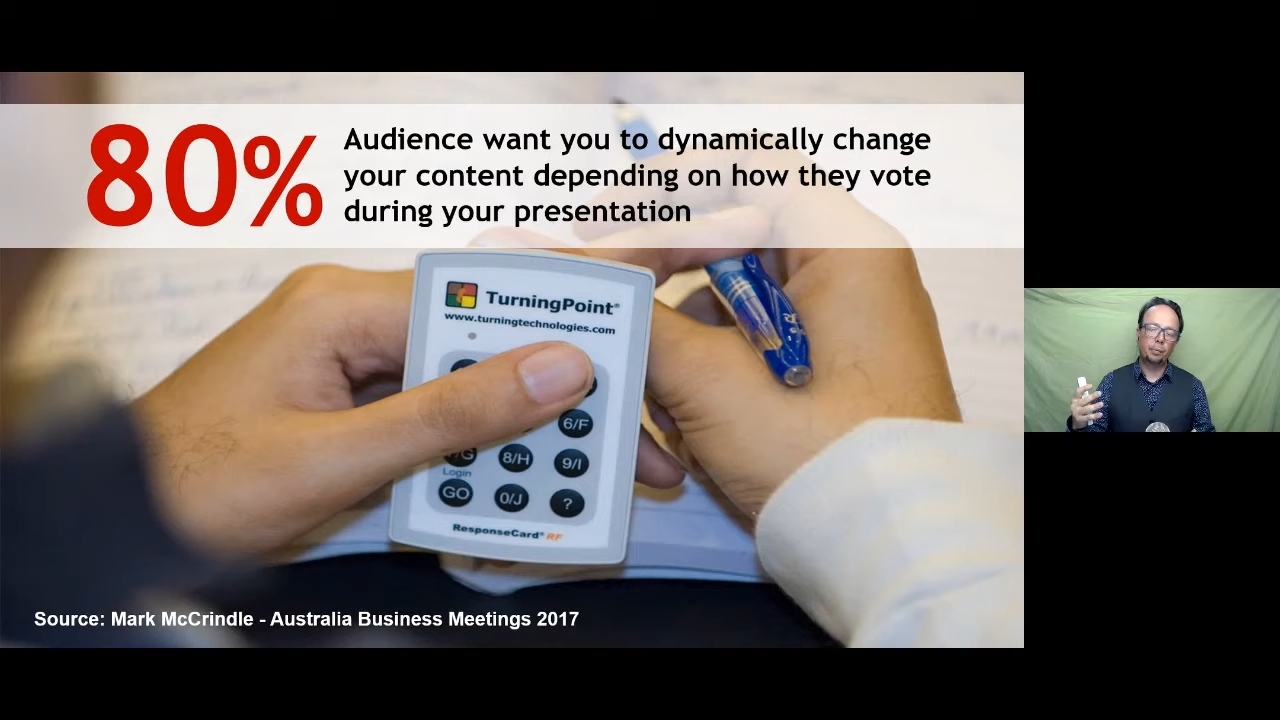 80%
Audience want you to dynamically change
your content depending on how they vote
during your presentation
TurningPoint®
www.turningtechnologies.com
6/F
8/H
9/I
Login
GO
0/J
?
ResponseCard® RF
Source: Mark McCrindle - Australia Business Meetings 2017